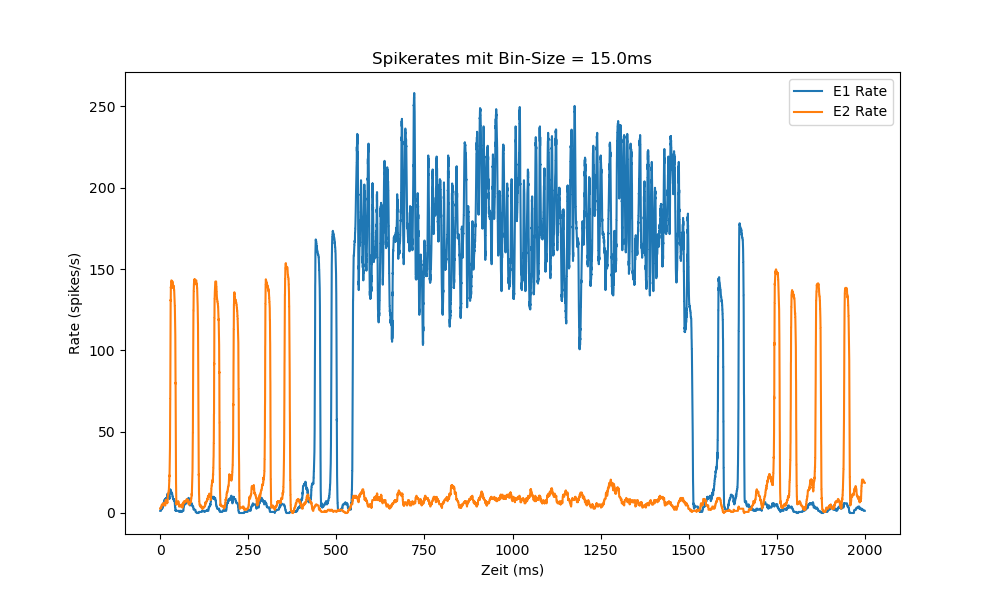 Spikerates mit Bin-Size = 15.0ms
E1 Rate
E2 Rate
250
200
150
100
50
0
Rate (spikes/s)
0 250 500 750 1000 1250 1500 1750 2000
Zeit (ms)